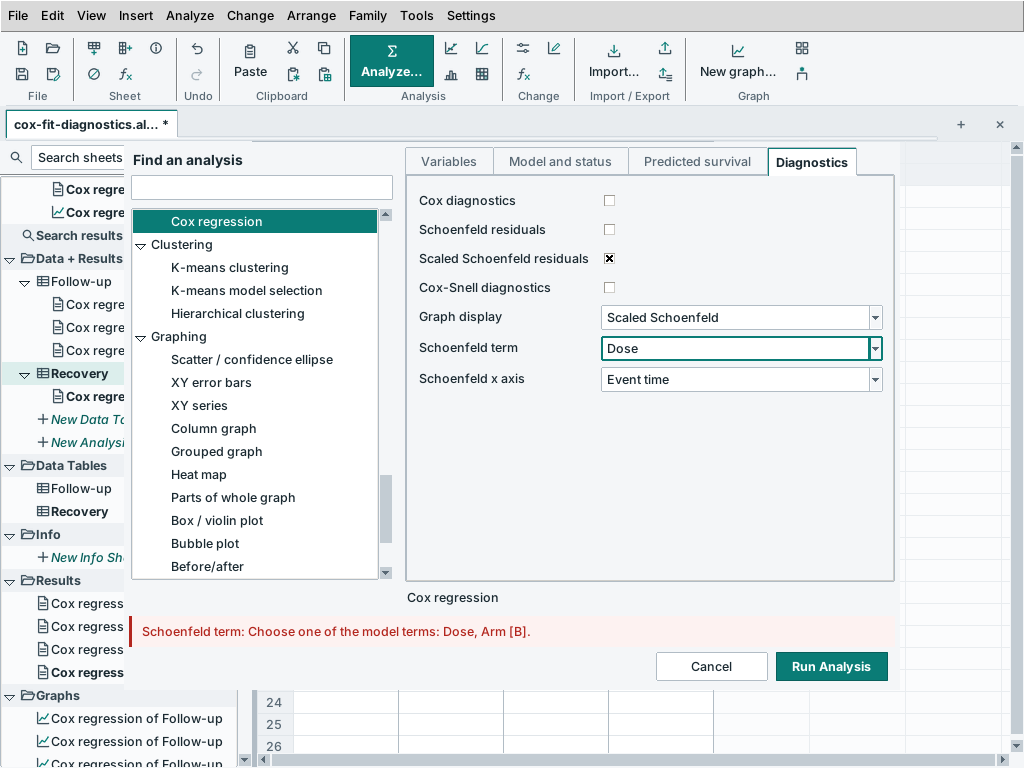 File Edit View Insert Analyze Change Arrange Family Tools Settings
Paste
Analyze...
Import...
New graph...
File Sheet Undo Clipboard Analysis Change Import / Export Graph
cox-fit-diagnostics.al... *
Search sheets
Cox regre
Cox regre
Search results
Data + Results
Follow-up
Cox regre
Cox regre
Cox regre
Recovery
Cox regre
New Data Ta
New Analysi
Data Tables
Follow-up
Recovery
Info
New Info Sh
Results
Cox regress
Cox regress
Cox regress
Cox regress
Graphs
Cox regression of Follow-up
Cox regression of Follow-up
Cox regression of Follow-up
Find an analysis
Cox regression
Clustering
K-means clustering
K-means model selection
Hierarchical clustering
Graphing
Scatter / confidence ellipse
XY error bars
XY series
Column graph
Grouped graph
Heat map
Parts of whole graph
Box / violin plot
Bubble plot
Before/after
Variables Model and status Predicted survival Diagnostics
Cox diagnostics
Schoenfeld residuals
Scaled Schoenfeld residuals
Cox-Snell diagnostics
Graph display Scaled Schoenfeld
Schoenfeld term Dose
Schoenfeld x axis Event time
Cox regression
Schoenfeld term: Choose one of the model terms: Dose, Arm [B].
Cancel Run Analysis
24
25
26